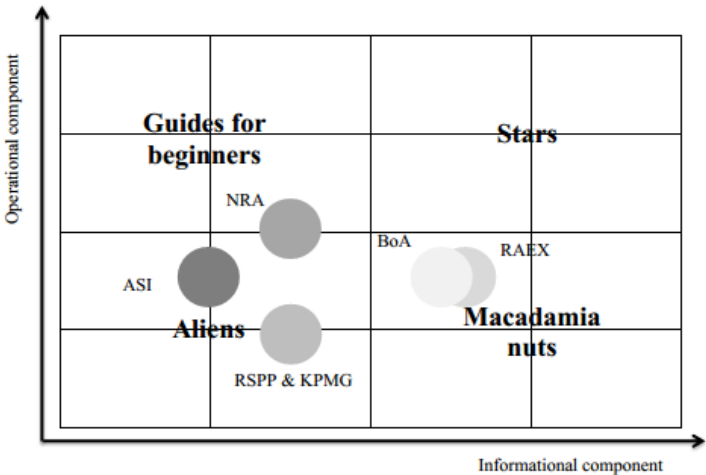 Operational component
Guides for
beginners
Stars
NRA
BoA
RAEX
ASI
Aliens
Macadamia
nuts
RSPP & KPMG
Informational component